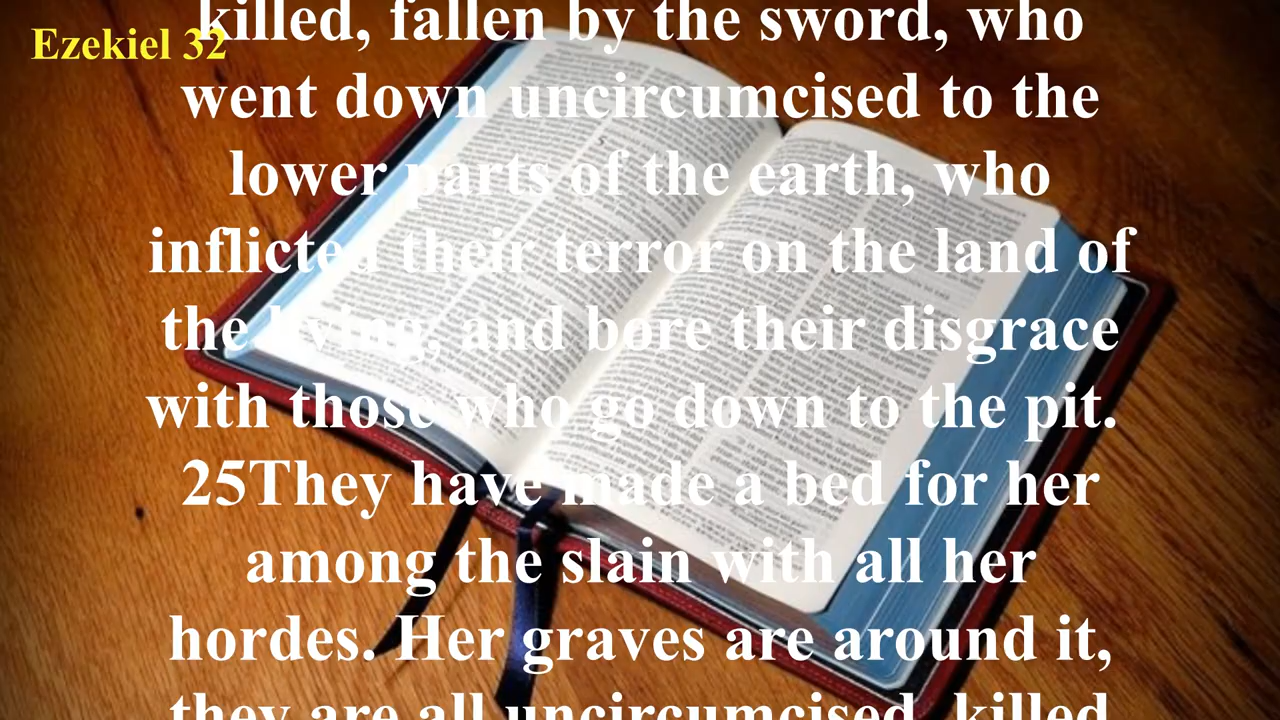 Ezekiel 32
killed, fallen by the sword, who
went down uncircumcised to the
lower parts of the earth, who
inflicted their terror on the land of
the living, and bore their disgrace
with those who go down to the pit.
25They have made a bed for her
among the slain with all her
hordes. Her graves are around it,
they are all uncircumcised, killed